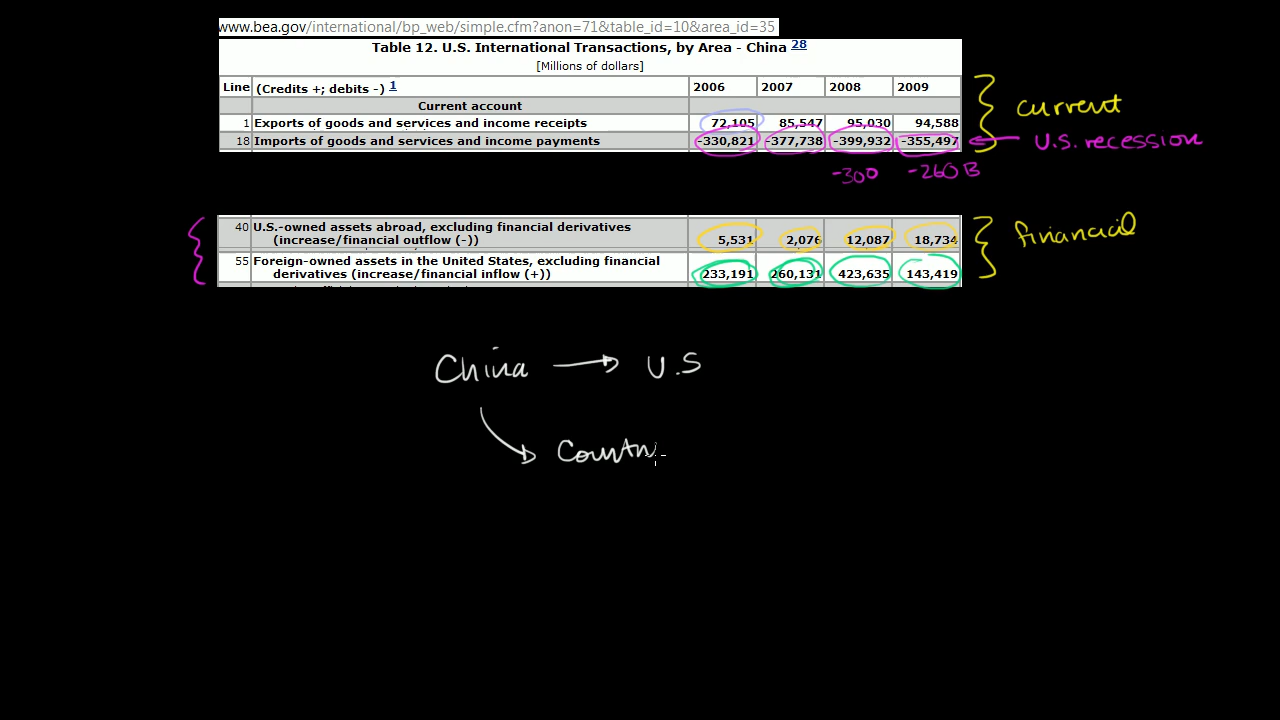 www.bea.gov/international/bp_web/simple.cfm?anon=71&table_id=10&area_id=35
Table 12. U.S. International Transactions, by Area - China 28
[Millions of dollars]
Line (Credits +; debits -) 1 2006 2007 2008 2009
Current account
1 Exports of goods and services and income receipts 72,105 85,547 95,030 94,588
18 Imports of goods and services and income payments -330,821 -377,738 -399,932 -355,497
current
U.S. recession
-300 -260 B
40 U.S.-owned assets abroad, excluding financial derivatives
(increase/financial outflow (-)) 5,531 2,076 12,087 18,734
55 Foreign-owned assets in the United States, excluding financial
derivatives (increase/financial inflow (+)) 233,191 260,131 423,635 143,419
financial
China → U.S
Countr